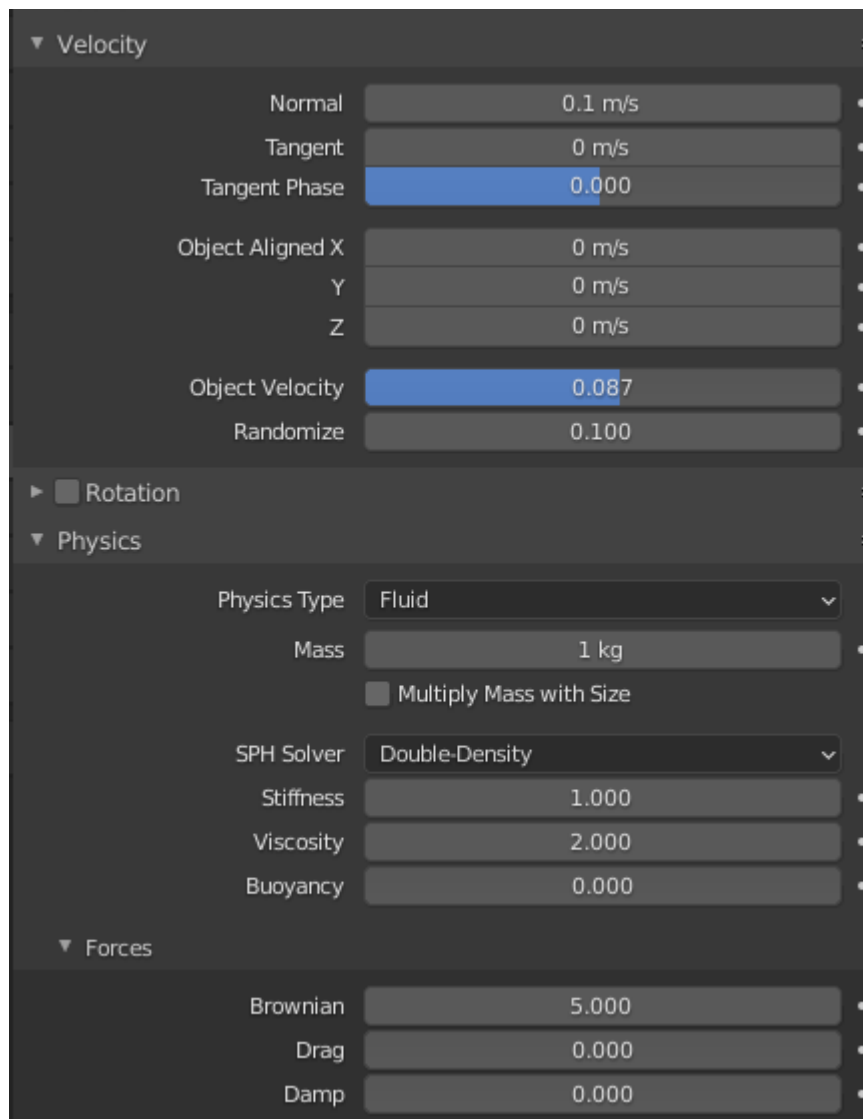 Velocity
Normal 0.1 m/s
Tangent 0 m/s
Tangent Phase 0.000
Object Aligned X 0 m/s
Y 0 m/s
Z 0 m/s
Object Velocity 0.087
Randomize 0.100
Rotation
Physics
Physics Type Fluid
Mass 1 kg
Multiply Mass with Size
SPH Solver Double-Density
Stiffness 1.000
Viscosity 2.000
Buoyancy 0.000
Forces
Brownian 5.000
Drag 0.000
Damp 0.000